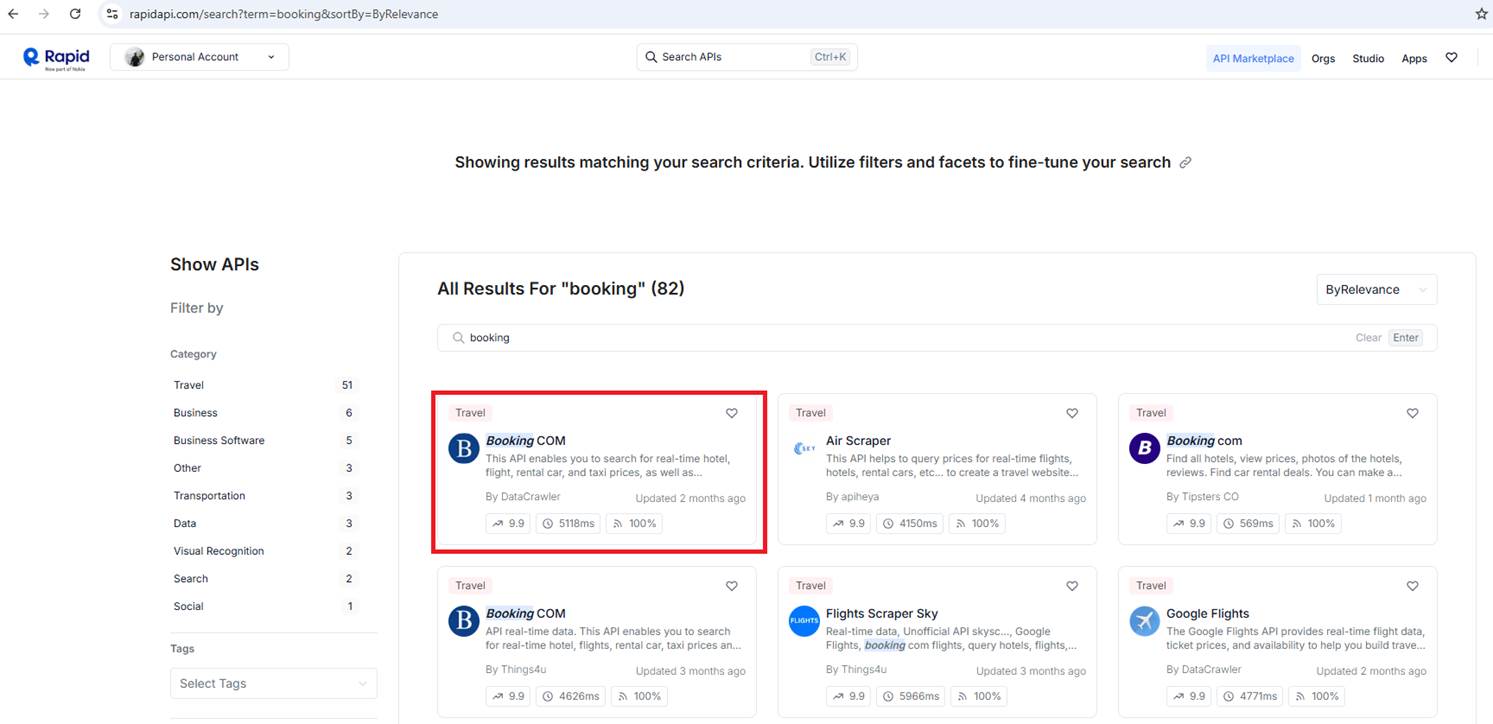 rapidapi.com/search?term=booking&sortBy=ByRelevance
Rapid
Now part of Nokia
Personal Account
Search APIs
Ctrl+K
API Marketplace
Orgs
Studio
Apps
Showing results matching your search criteria. Utilize filters and facets to fine-tune your search
Show APIs
Filter by
Category
Travel 51
Business 6
Business Software 5
Other 3
Transportation 3
Data 3
Visual Recognition 2
Search 2
Social 1
Tags
Select Tags
All Results For "booking" (82)
ByRelevance
booking
Clear
Enter
Travel
B
Booking COM
This API enables you to search for real-time hotel,
flight, rental car, and taxi prices, as well as...
By DataCrawler
Updated 2 months ago
9.9
5118ms
100%
Travel
SKY
Air Scraper
This API helps to query prices for real-time flights,
hotels, rental cars, etc... to create a travel website...
By apiheya
Updated 4 months ago
9.9
4150ms
100%
Travel
B
Booking com
Find all hotels, view prices, photos of the hotels,
reviews. Find car rental deals. You can make a...
By Tipsters CO
Updated 1 month ago
9.9
569ms
100%
Travel
B
Booking COM
API real-time data. This API enables you to search
for real-time hotel, flights, rental car, taxi prices an...
By Things4u
Updated 3 months ago
9.9
4626ms
100%
Travel
FLIGHTS
Flights Scraper Sky
Real-time data, Unofficial API skysc..., Google
Flights, booking com flights, query hotels, flights,...
By Things4u
Updated 3 months ago
9.9
5966ms
100%
Travel
Google Flights
The Google Flights API provides real-time flight data,
ticket prices, and availability to help you build trave...
By DataCrawler
Updated 2 months ago
9.9
4771ms
100%